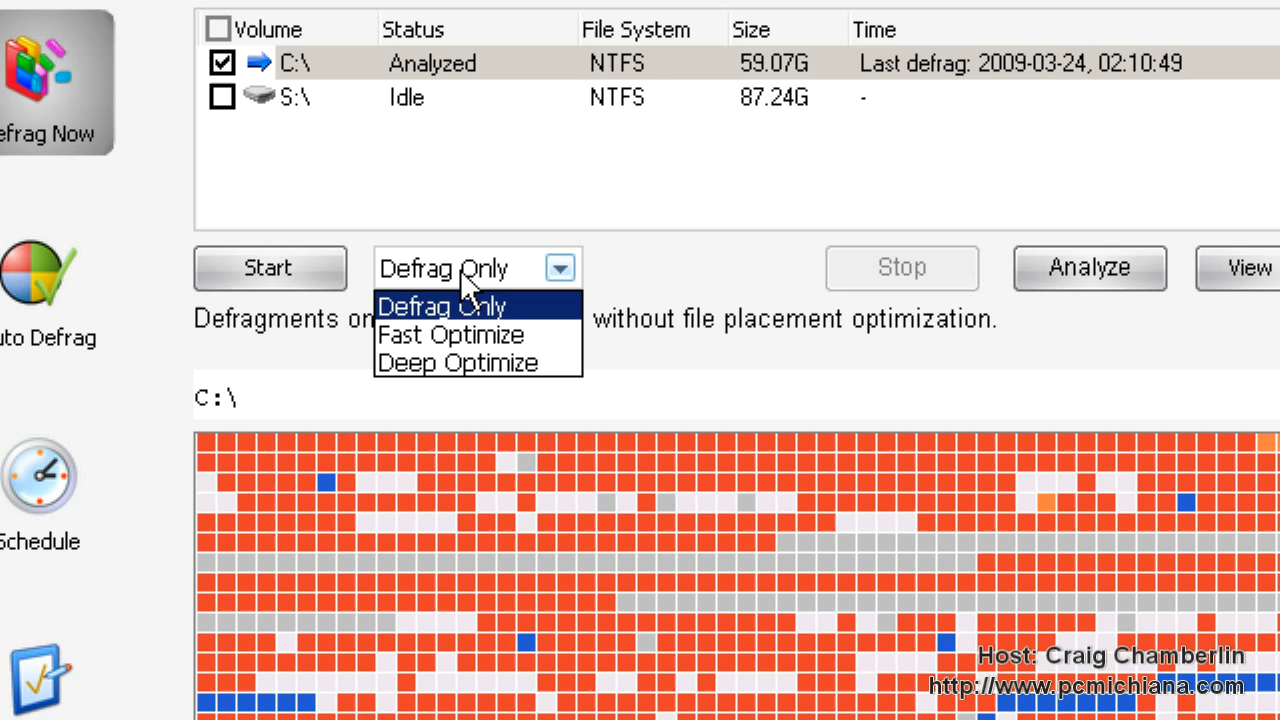 Volume Status File System Size Time
C:\ Analyzed NTFS 59.07G Last defrag: 2009-03-24, 02:10:49
S:\ Idle NTFS 87.24G -
efrag Now
Start Defrag Only Stop Analyze View
Defrag Only
Defragments on without file placement optimization.
Fast Optimize
uto Defrag
Deep Optimize
C:\
Schedule
Host: Craig Chamberlin
http://www.pcmichiana.com